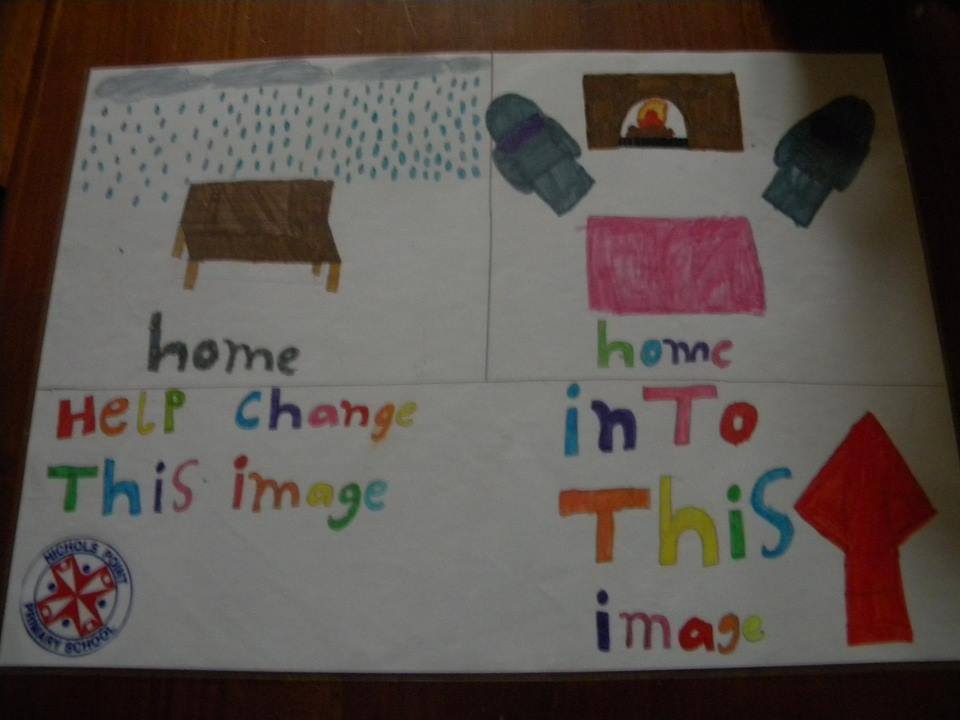 home
home
HeLP change
THiS image
inTo
THiS
image
NICHOLS POINT
PRIMARY SCHOOL